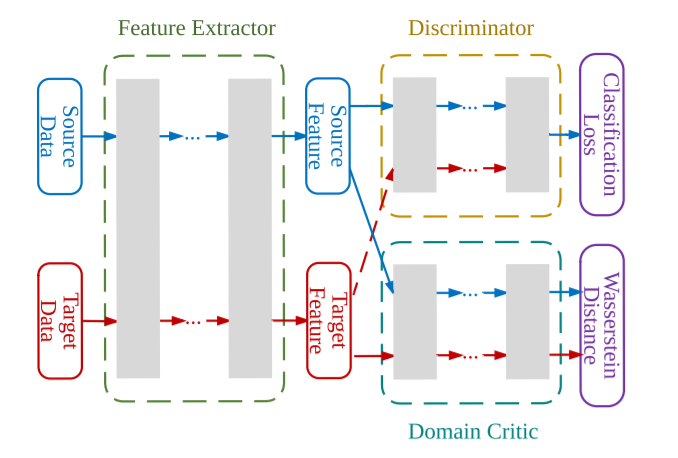 Feature Extractor
Discriminator
Source
Data
...
Source
Feature
...
Classification
Loss
...
Target
Data
...
Target
Feature
...
Wasserstein
Distance
...
Domain Critic